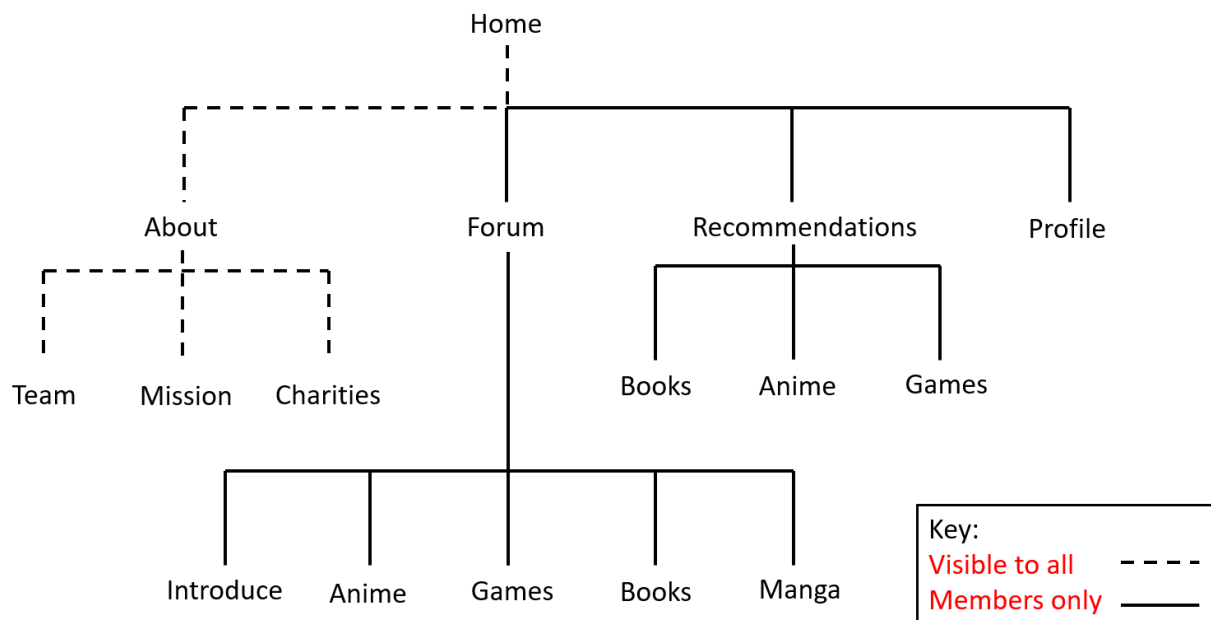 Home
About
Forum
Recommendations
Profile
Team
Mission
Charities
Books
Anime
Games
Introduce
Anime
Games
Books
Manga
Key:
Visible to all
Members only